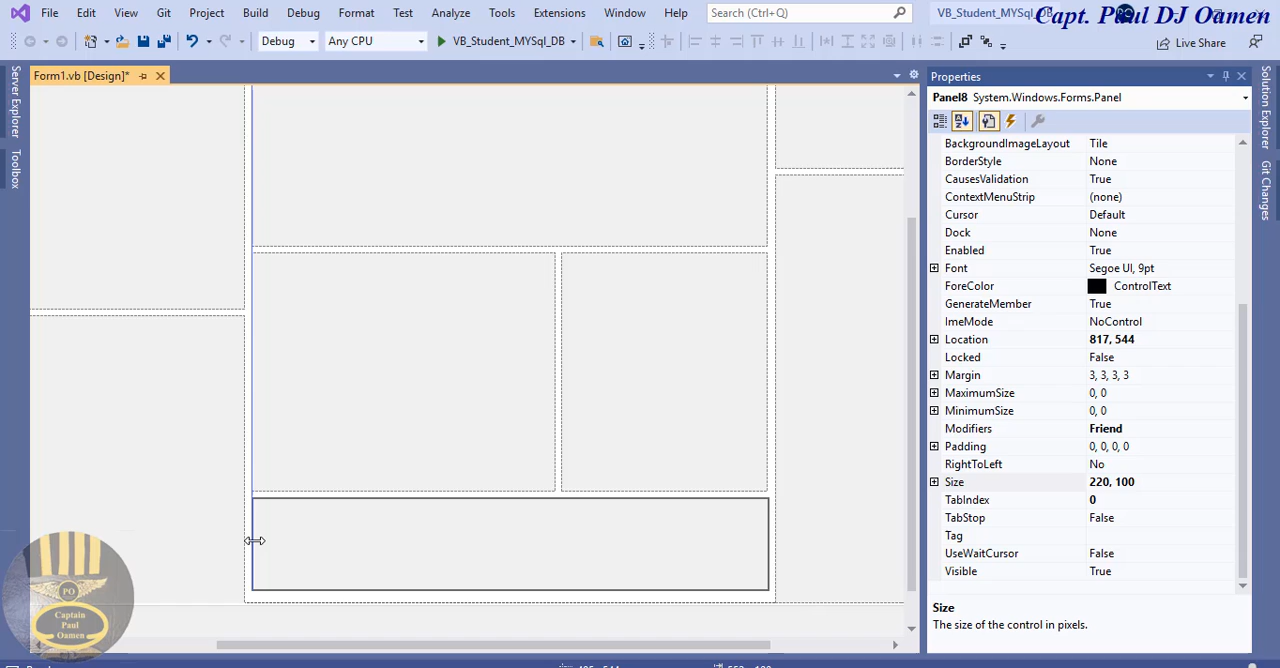 File Edit View Git Project Build Debug Format Test Analyze Tools Extensions Window Help Search (Ctrl+Q) VB_Student_MYSql_DB
Capt. Paul DJ Oamen
Debug Any CPU VB_Student_MYSql_DB Live Share
Form1.vb [Design]*
Server Explorer
Toolbox
Properties
Panel8 System.Windows.Forms.Panel
BackgroundImageLayout Tile
BorderStyle None
CausesValidation True
ContextMenuStrip (none)
Cursor Default
Dock None
Enabled True
Font Segoe UI, 9pt
ForeColor ControlText
GenerateMember True
ImeMode NoControl
Location 817, 544
Locked False
Margin 3, 3, 3, 3
MaximumSize 0, 0
MinimumSize 0, 0
Modifiers Friend
Padding 0, 0, 0, 0
RightToLeft No
Size 220, 100
TabIndex 0
TabStop False
Tag
UseWaitCursor False
Visible True
Size
The size of the control in pixels.
Solution Explorer
Git Changes
PO
Captain
Paul
Oamen